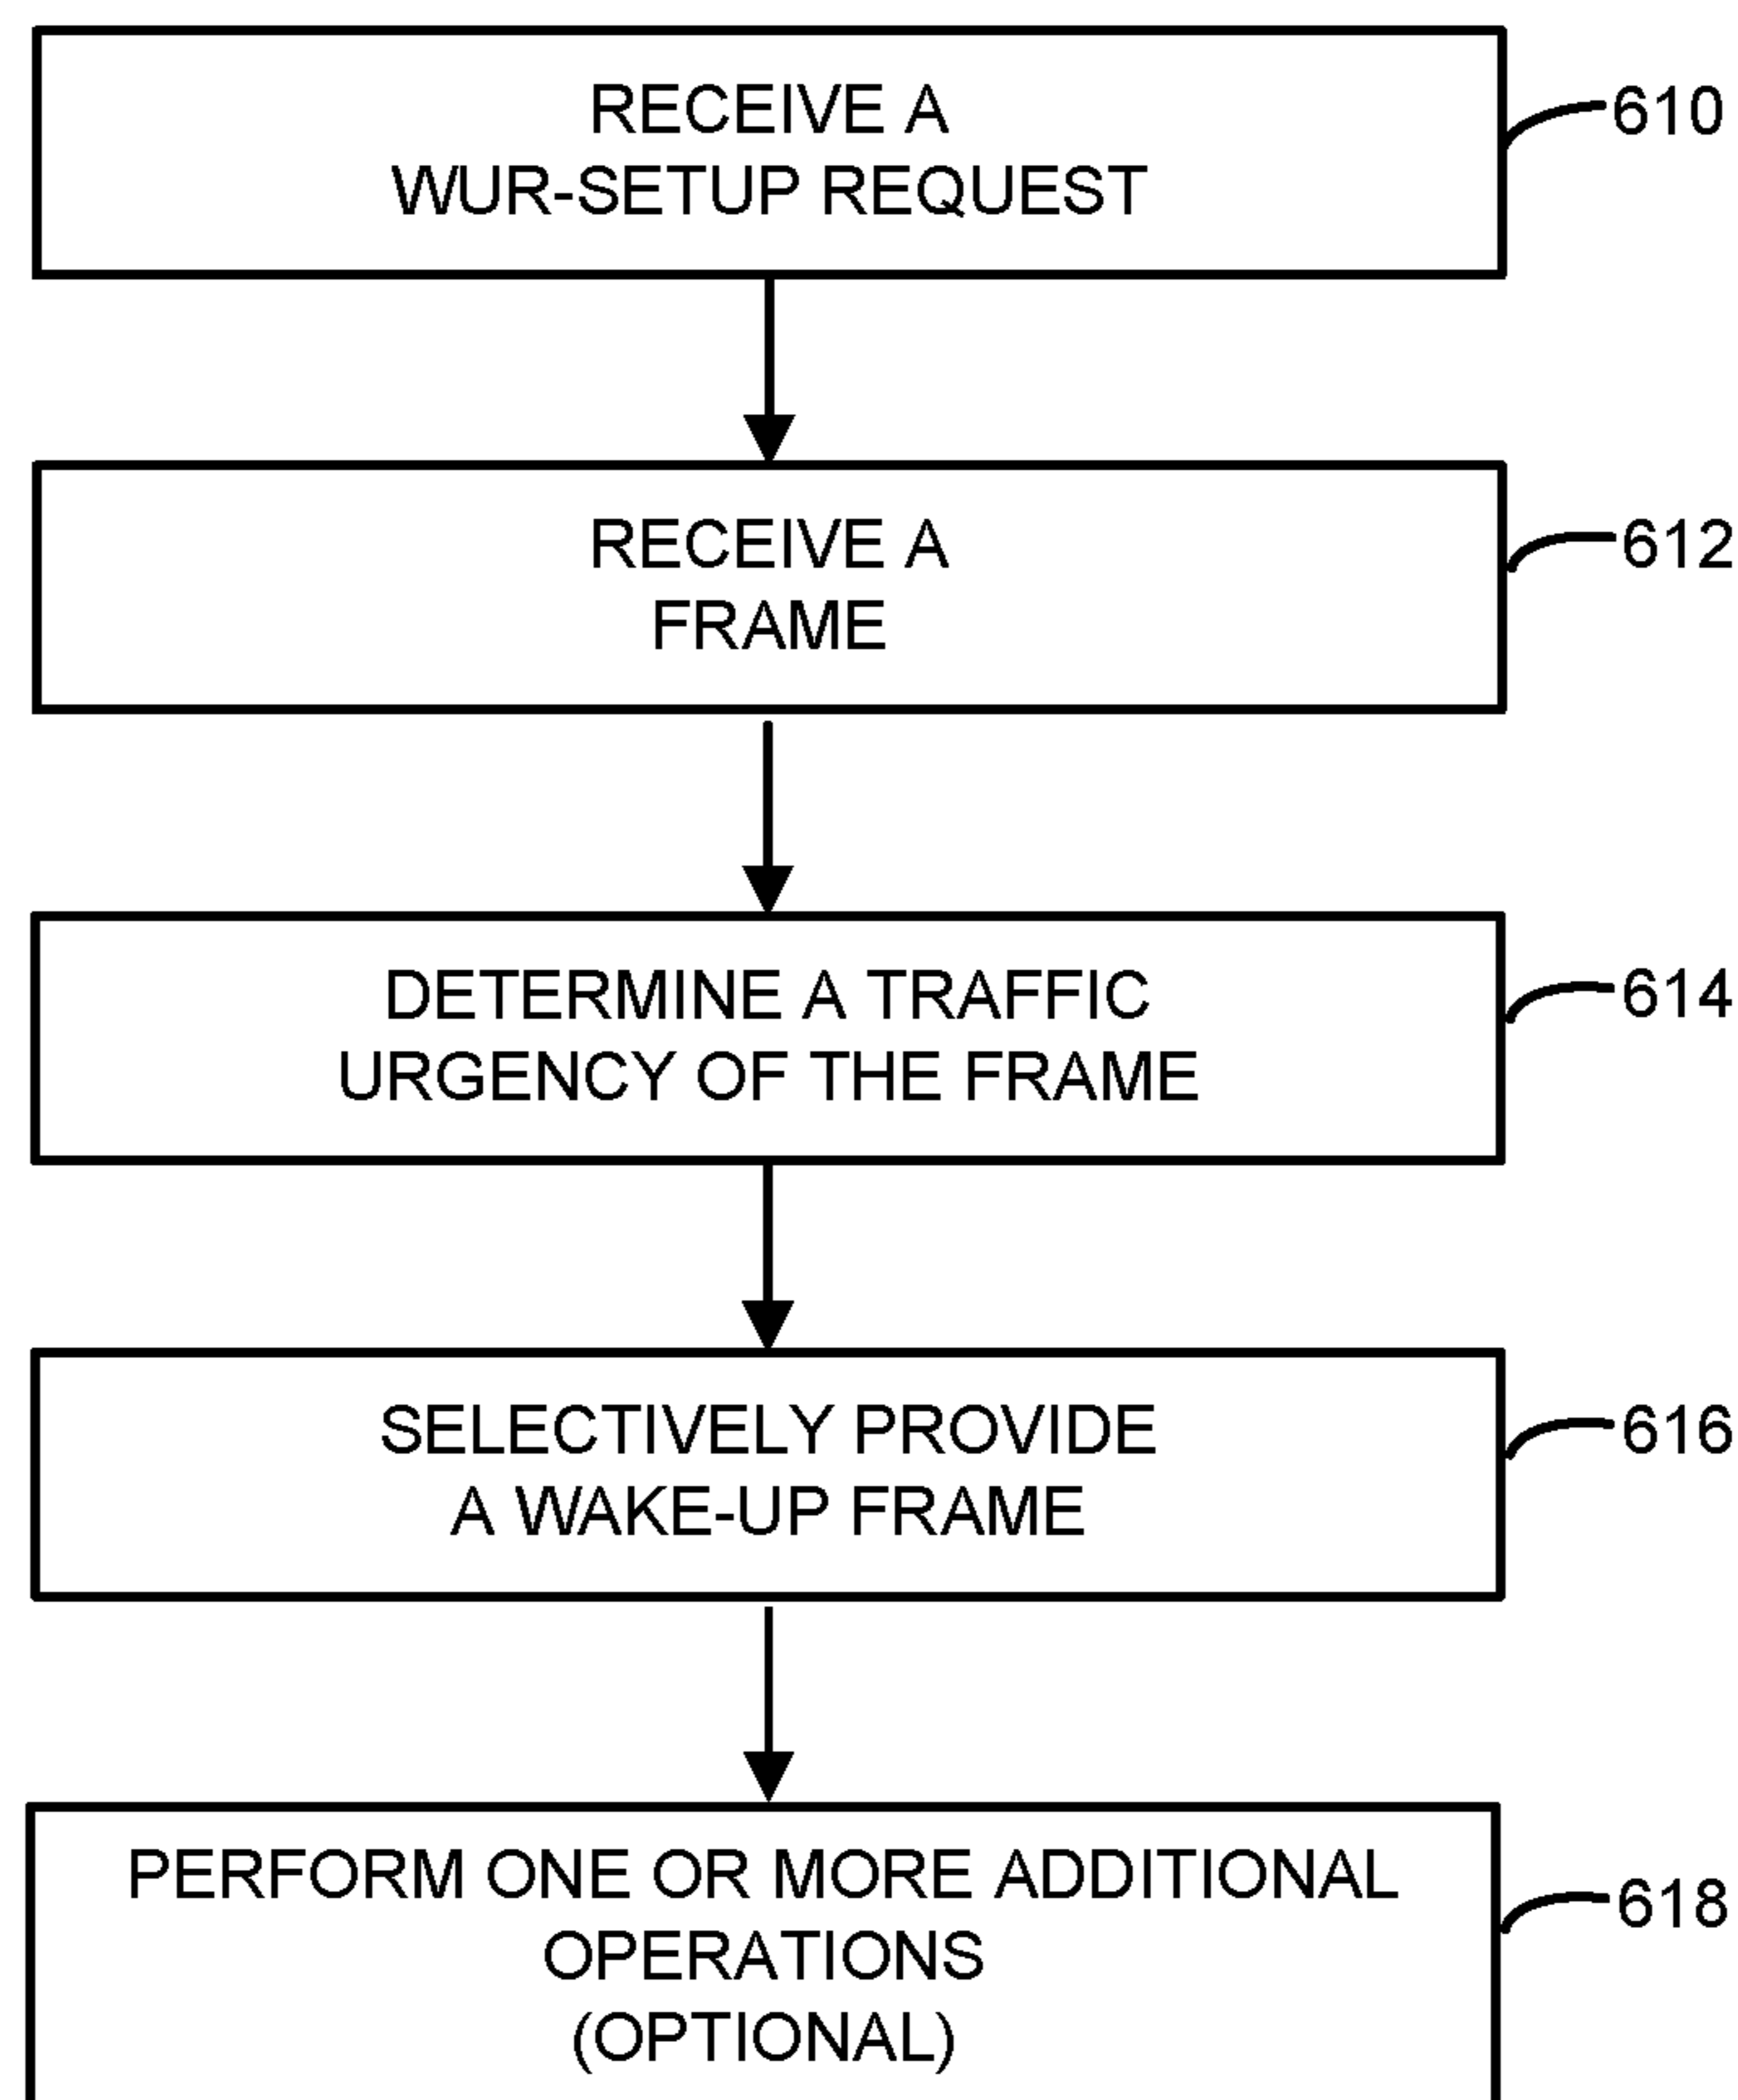 RECEIVE A
WUR-SETUP REQUEST
610
RECEIVE A
FRAME
612
DETERMINE A TRAFFIC
URGENCY OF THE FRAME
614
SELECTIVELY PROVIDE
A WAKE-UP FRAME
616
PERFORM ONE OR MORE ADDITIONAL
OPERATIONS
(OPTIONAL)
618